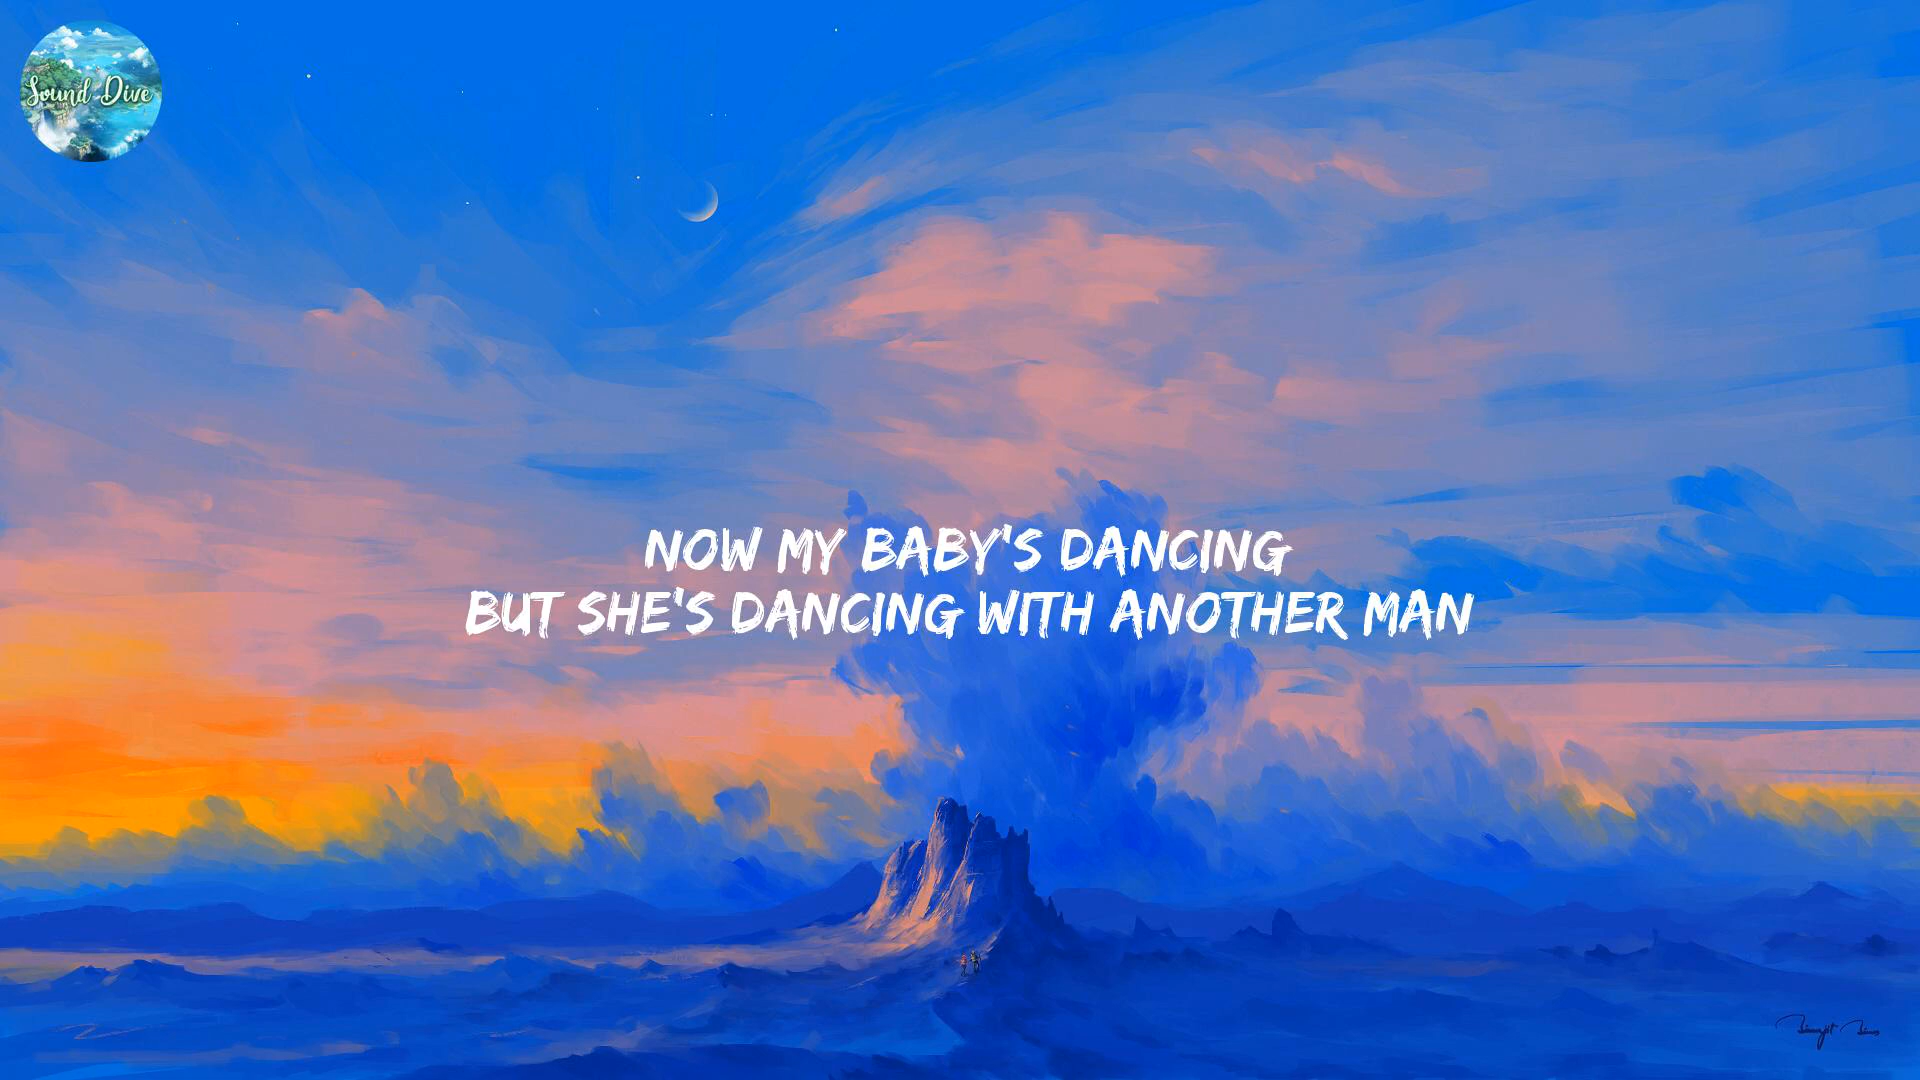 Sound Dive
NOW MY BABY'S DANCING
BUT SHE'S DANCING WITH ANOTHER MAN